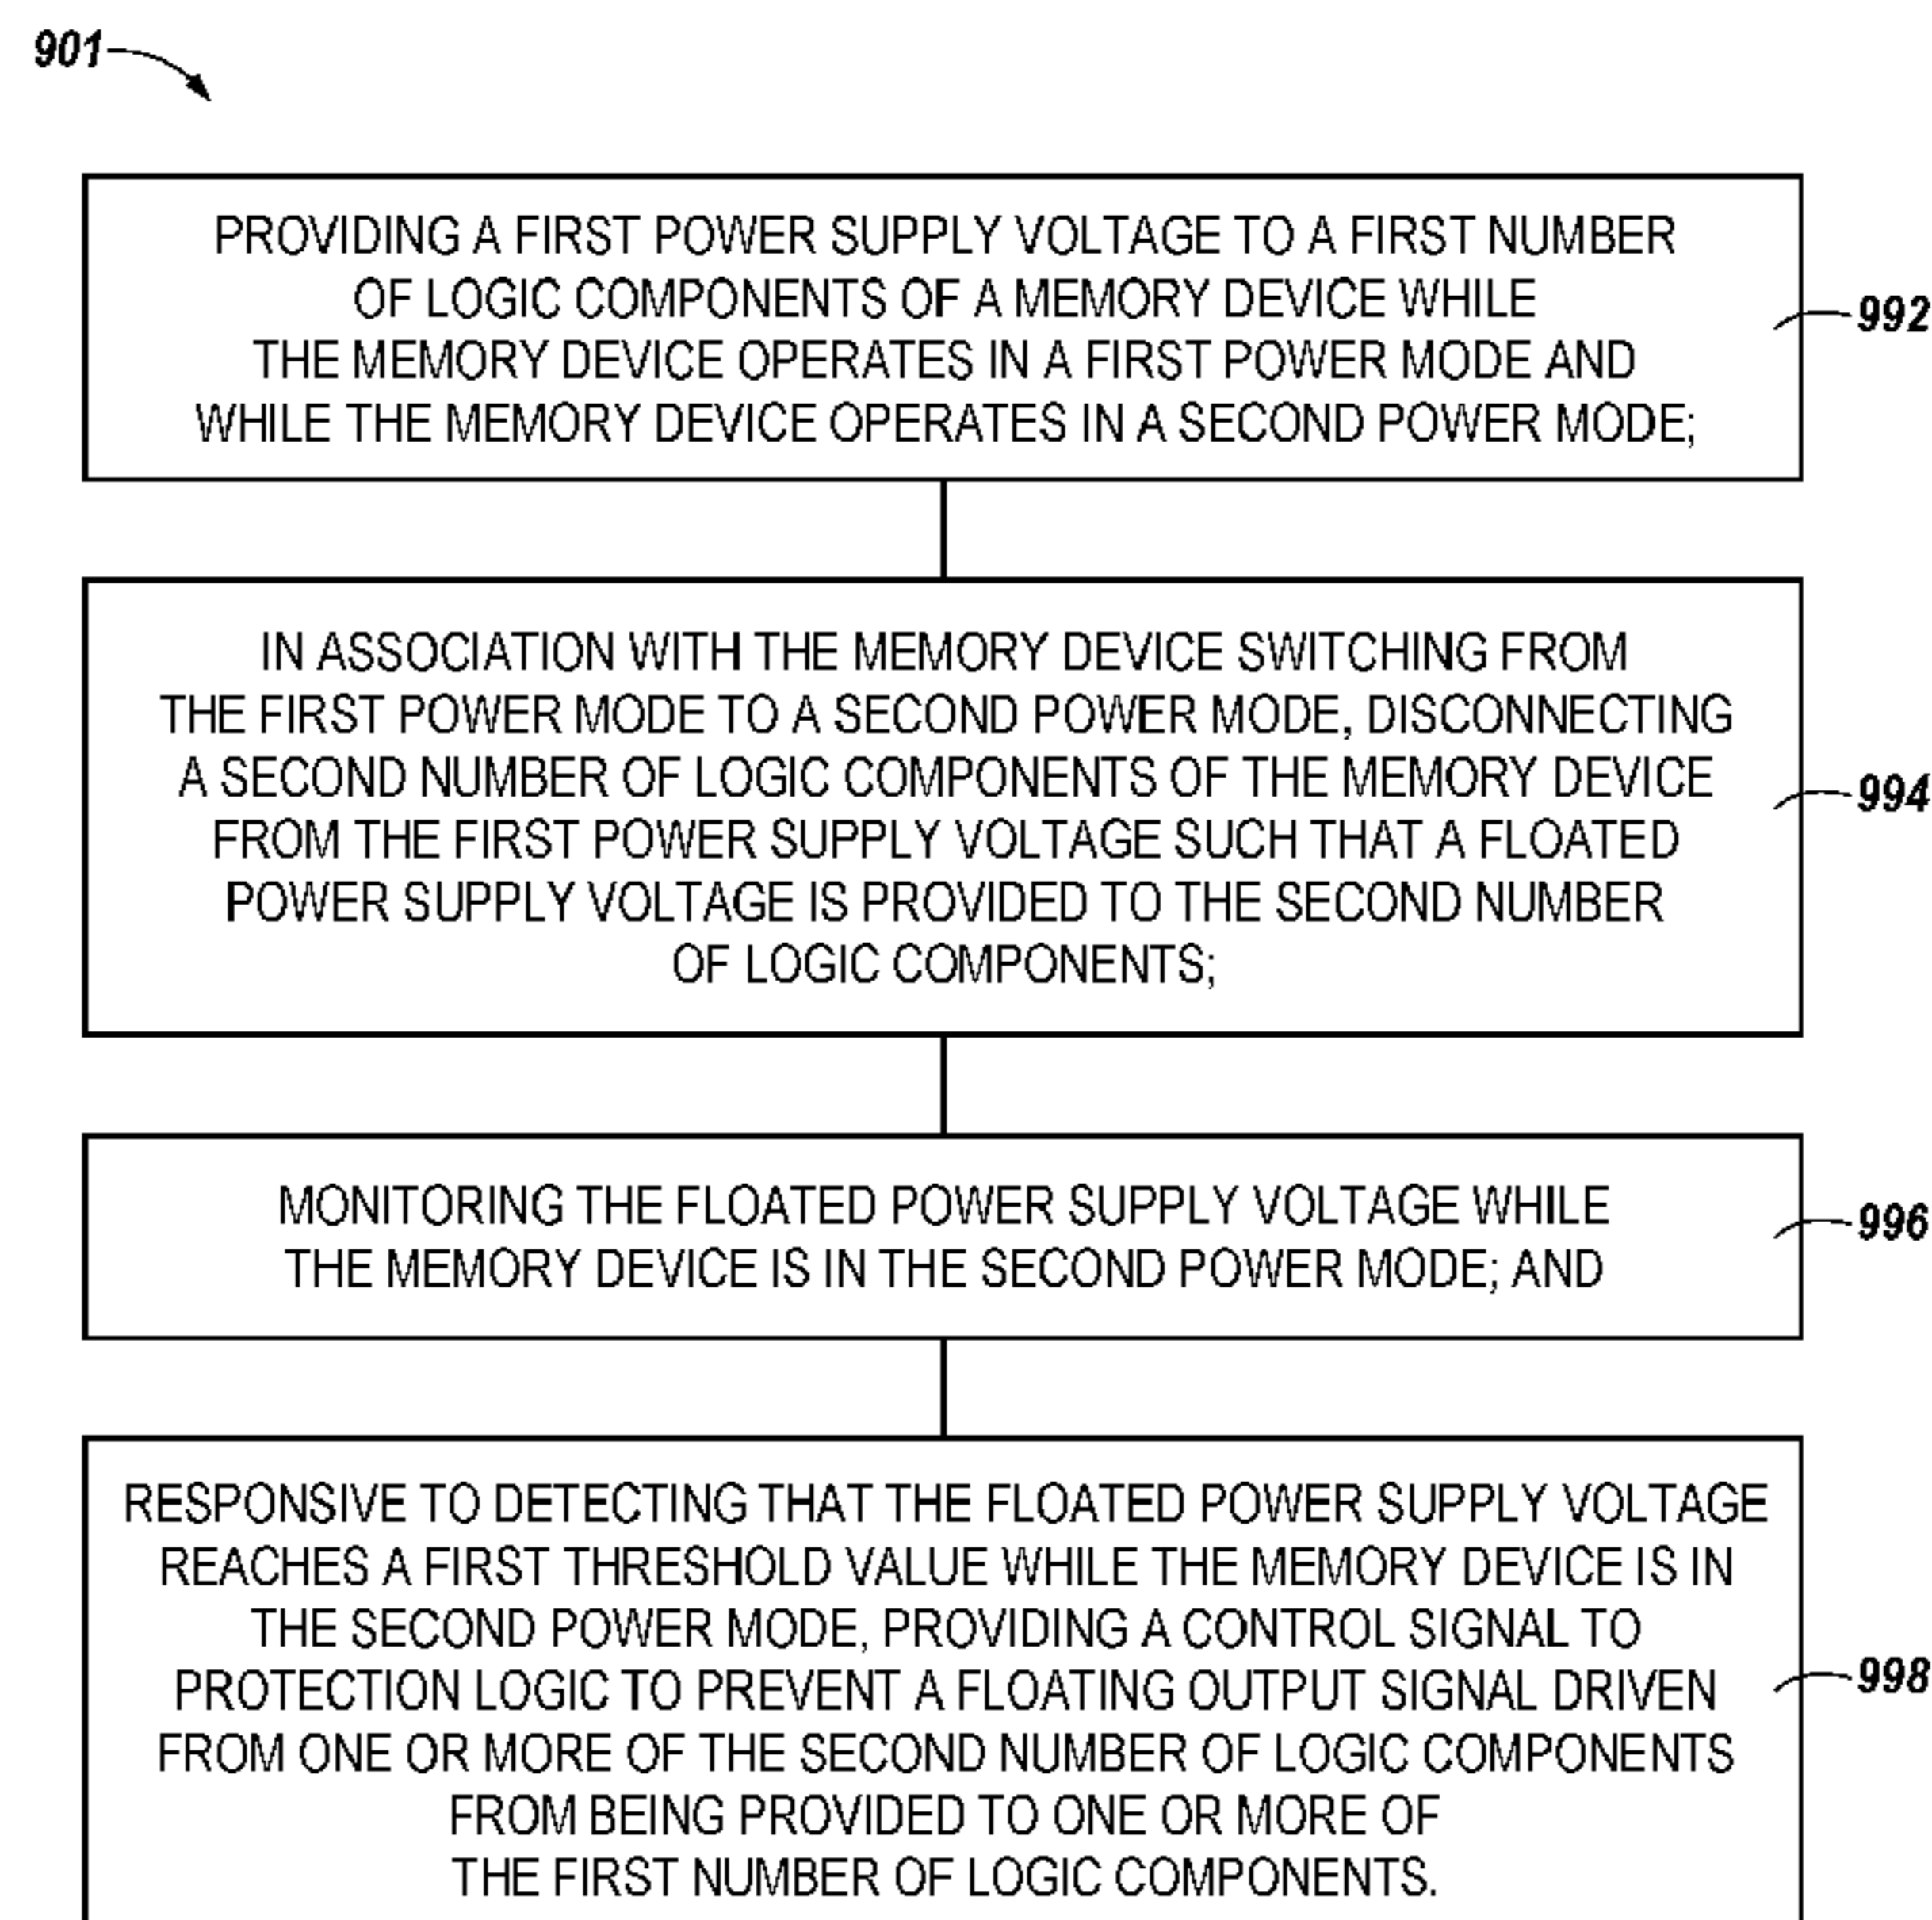 901
PROVIDING A FIRST POWER SUPPLY VOLTAGE TO A FIRST NUMBER
OF LOGIC COMPONENTS OF A MEMORY DEVICE WHILE
THE MEMORY DEVICE OPERATES IN A FIRST POWER MODE AND
WHILE THE MEMORY DEVICE OPERATES IN A SECOND POWER MODE;
992
IN ASSOCIATION WITH THE MEMORY DEVICE SWITCHING FROM
THE FIRST POWER MODE TO A SECOND POWER MODE, DISCONNECTING
A SECOND NUMBER OF LOGIC COMPONENTS OF THE MEMORY DEVICE
FROM THE FIRST POWER SUPPLY VOLTAGE SUCH THAT A FLOATED
POWER SUPPLY VOLTAGE IS PROVIDED TO THE SECOND NUMBER
OF LOGIC COMPONENTS;
994
MONITORING THE FLOATED POWER SUPPLY VOLTAGE WHILE
THE MEMORY DEVICE IS IN THE SECOND POWER MODE; AND
996
RESPONSIVE TO DETECTING THAT THE FLOATED POWER SUPPLY VOLTAGE
REACHES A FIRST THRESHOLD VALUE WHILE THE MEMORY DEVICE IS IN
THE SECOND POWER MODE, PROVIDING A CONTROL SIGNAL TO
PROTECTION LOGIC TO PREVENT A FLOATING OUTPUT SIGNAL DRIVEN
FROM ONE OR MORE OF THE SECOND NUMBER OF LOGIC COMPONENTS
FROM BEING PROVIDED TO ONE OR MORE OF
THE FIRST NUMBER OF LOGIC COMPONENTS.
998